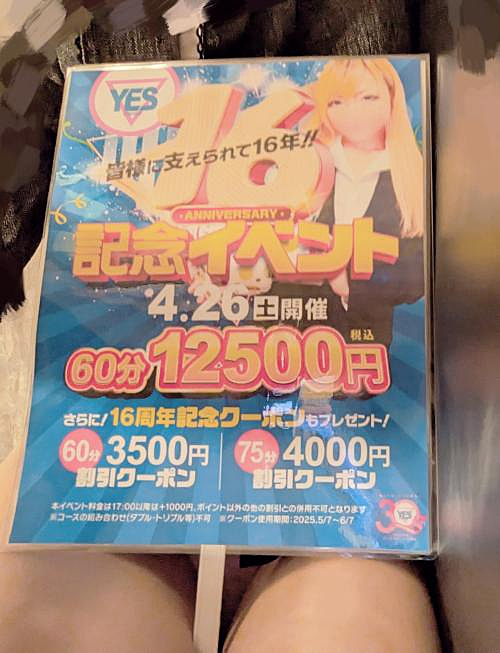 YES
16
皆様に支えられて16年!!
ANNIVERSARY
記念イベント
4.26土開催
60分 12500円 税込
さらに!16周年記念クーポンもプレゼント!
60分 3500円 割引クーポン
75分 4000円 割引クーポン
本イベント料金は17:00以降は+1000円、ポイント以外の他の割引との併用不可となります
※コースの組み合わせ(ダブル・トリプル等)不可 ※クーポン使用期間:2025.5/7~6/7
YES